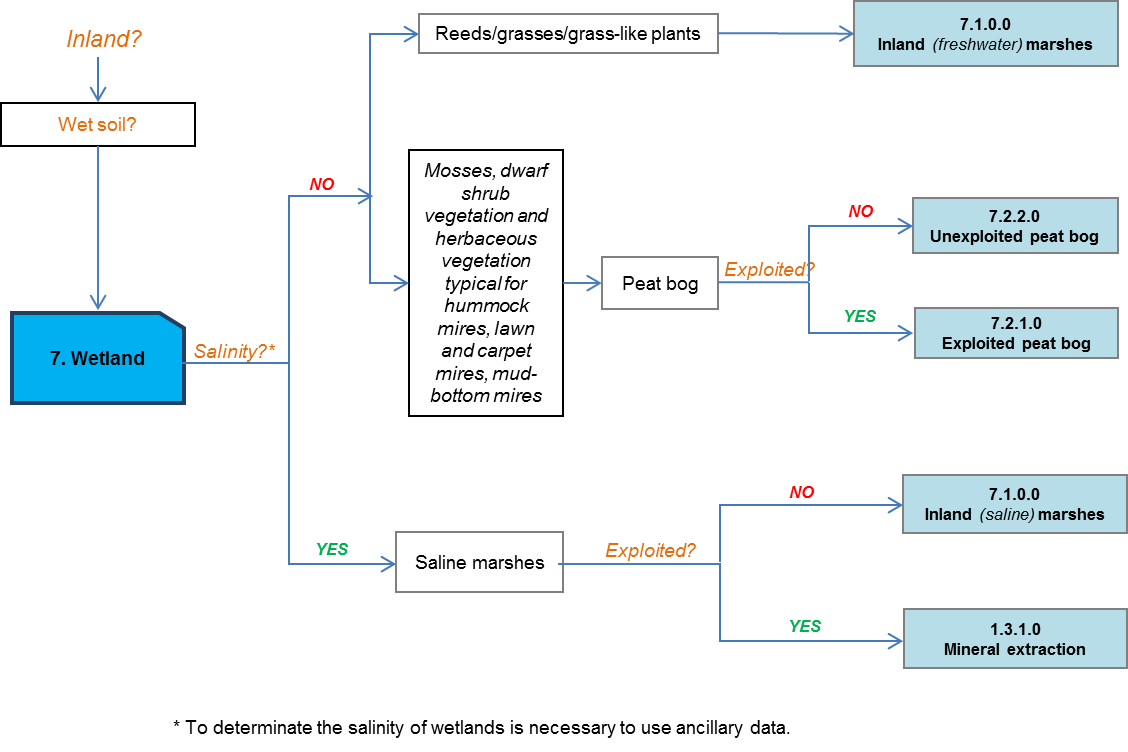 Inland?
Wet soil?
7. Wetland
Salinity?*
NO
Reeds/grasses/grass-like plants
7.1.0.0
Inland (freshwater) marshes
Mosses, dwarf
shrub
vegetation and
herbaceous
vegetation
typical for
hummock
mires, lawn
and carpet
mires, mud-
bottom mires
Peat bog
Exploited?
NO
7.2.2.0
Unexploited peat bog
YES
7.2.1.0
Exploited peat bog
YES
Saline marshes
Exploited?
NO
7.1.0.0
Inland (saline) marshes
YES
1.3.1.0
Mineral extraction
* To determinate the salinity of wetlands is necessary to use ancillary data.